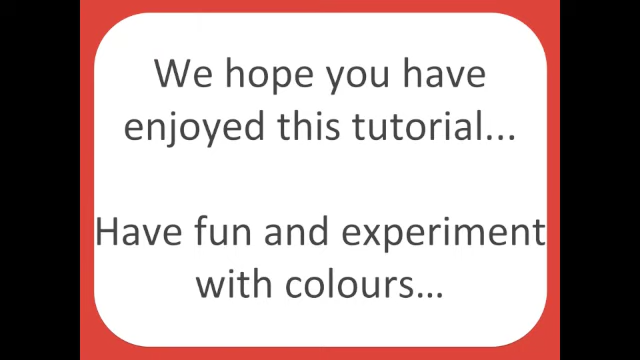 We hope you have
enjoyed this tutorial...
Have fun and experiment
with colours...